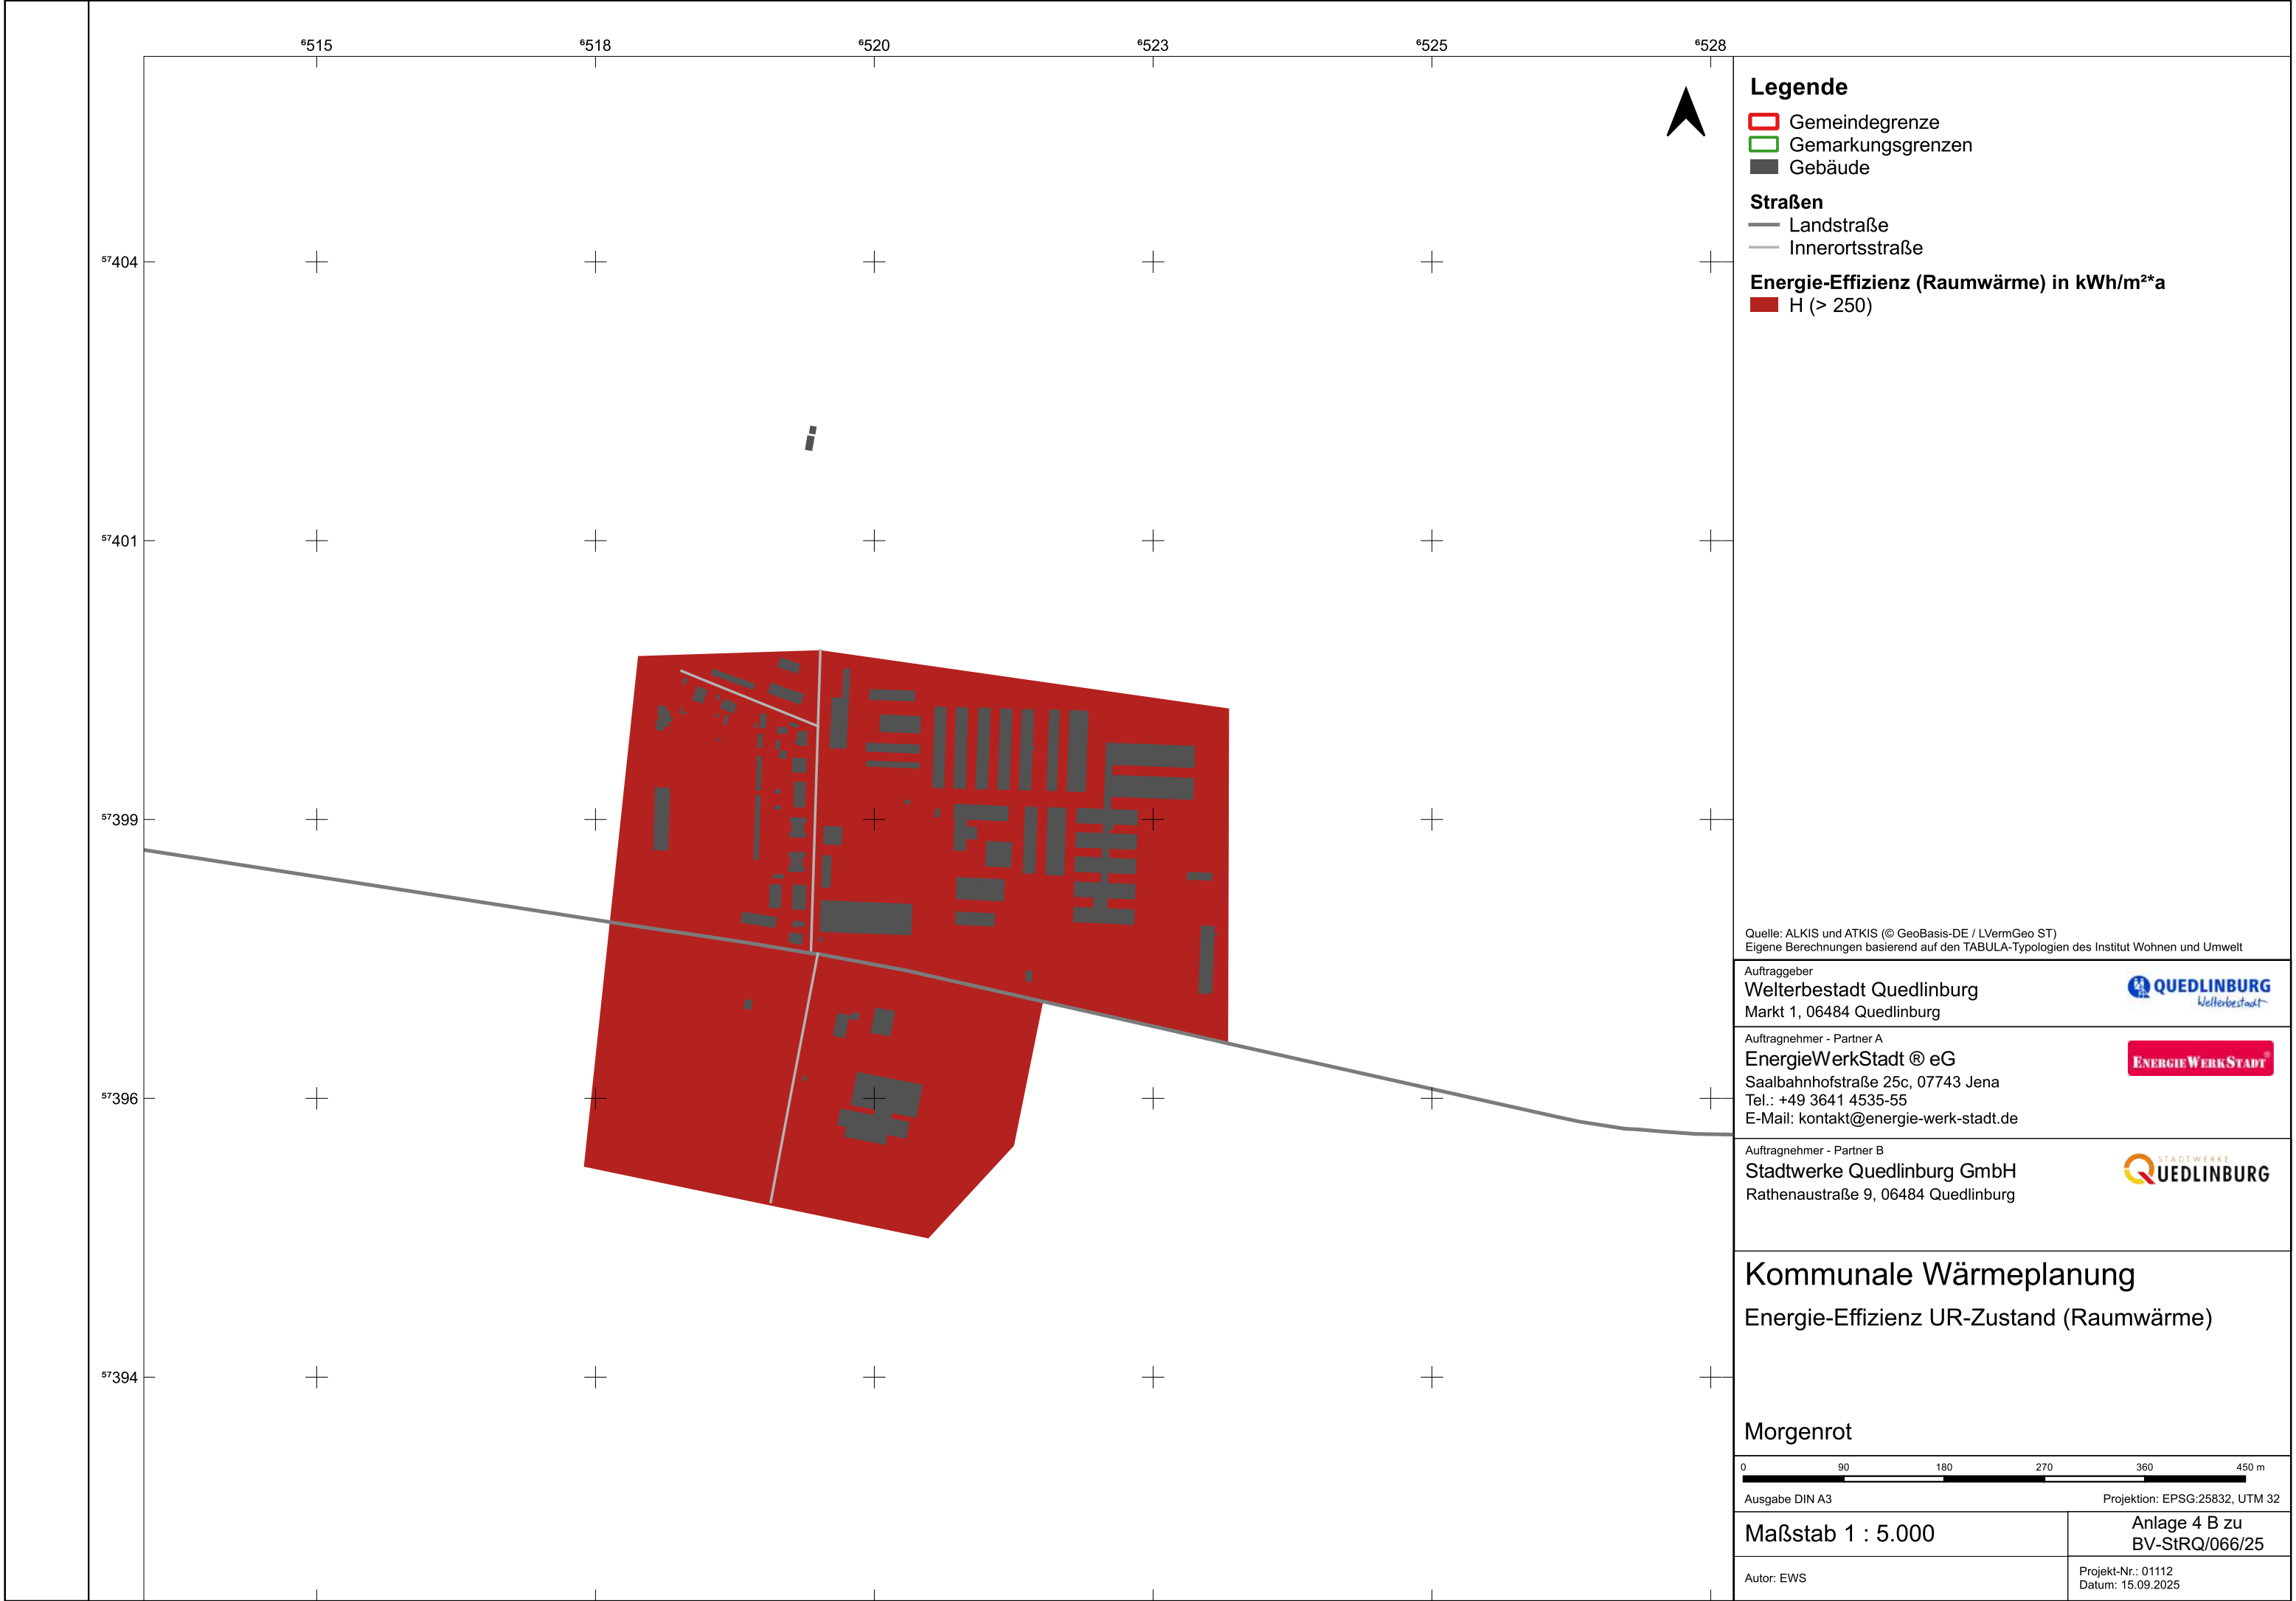 ⁶515 ⁶518 ⁶520 ⁶523 ⁶525 ⁶528
⁵⁷404
⁵⁷401
⁵⁷399
⁵⁷396
⁵⁷394
Legende
Gemeindegrenze
Gemarkungsgrenzen
Gebäude
Straßen
Landstraße
Innerortsstraße
Energie-Effizienz (Raumwärme) in kWh/m²*a
H (> 250)
Quelle: ALKIS und ATKIS (© GeoBasis-DE / LVermGeo ST)
Eigene Berechnungen basierend auf den TABULA-Typologien des Institut Wohnen und Umwelt
Auftraggeber
Welterbestadt Quedlinburg
Markt 1, 06484 Quedlinburg
QUEDLINBURG
Welterbestadt
Auftragnehmer - Partner A
EnergieWerkStadt ® eG
Saalbahnhofstraße 25c, 07743 Jena
Tel.: +49 3641 4535-55
E-Mail: kontakt@energie-werk-stadt.de
ENERGIEWERKSTADT®
Auftragnehmer - Partner B
Stadtwerke Quedlinburg GmbH
Rathenaustraße 9, 06484 Quedlinburg
STADTWERKE
QUEDLINBURG
Kommunale Wärmeplanung
Energie-Effizienz UR-Zustand (Raumwärme)
Morgenrot
0 90 180 270 360 450 m
Ausgabe DIN A3 Projektion: EPSG:25832, UTM 32
Maßstab 1 : 5.000
Anlage 4 B zu
BV-StRQ/066/25
Autor: EWS
Projekt-Nr.: 01112
Datum: 15.09.2025